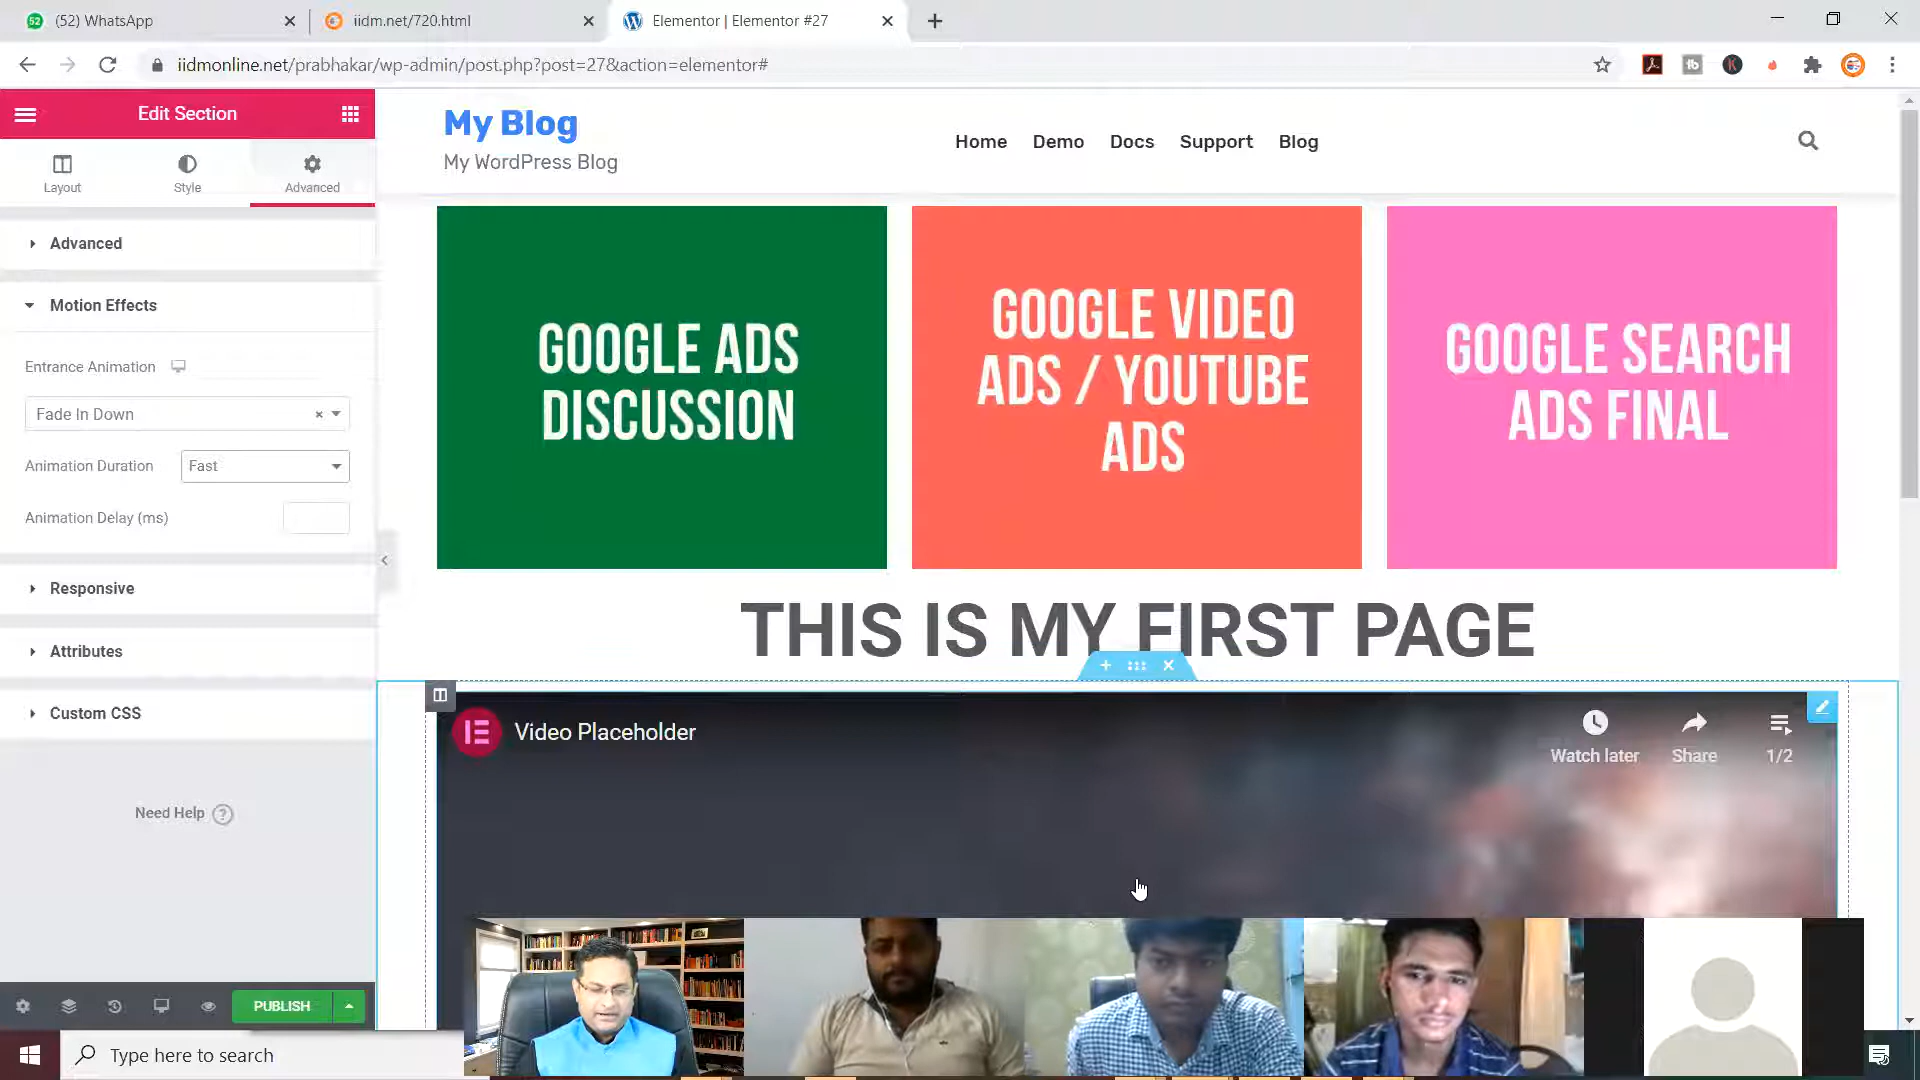 (52) WhatsApp
iidm.net/720.html
Elementor | Elementor #27
iidmonline.net/prabhakar/wp-admin/post.php?post=27&action=elementor#
Edit Section
Layout
Style
Advanced
Advanced
Motion Effects
Entrance Animation
Fade In Down
Animation Duration
Fast
Animation Delay (ms)
Responsive
Attributes
Custom CSS
Need Help ?
PUBLISH
My Blog
My WordPress Blog
Home
Demo
Docs
Support
Blog
GOOGLE ADS
DISCUSSION
GOOGLE VIDEO
ADS / YOUTUBE
ADS
GOOGLE SEARCH
ADS FINAL
THIS IS MY FIRST PAGE
Video Placeholder
Watch later
Share
1/2
Type here to search